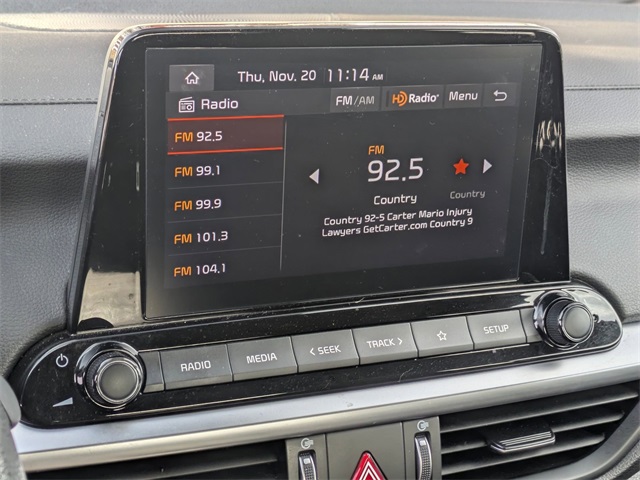 Thu, Nov. 20 11:14 AM
Radio FM/AM HD Radio® Menu
FM 92.5
FM 99.1
FM 99.9
FM 101.3
FM 104.1
FM
92.5
Country
Country
Country 92-5 Carter Mario Injury
Lawyers GetCarter.com Country 9
RADIO MEDIA < SEEK TRACK > SETUP